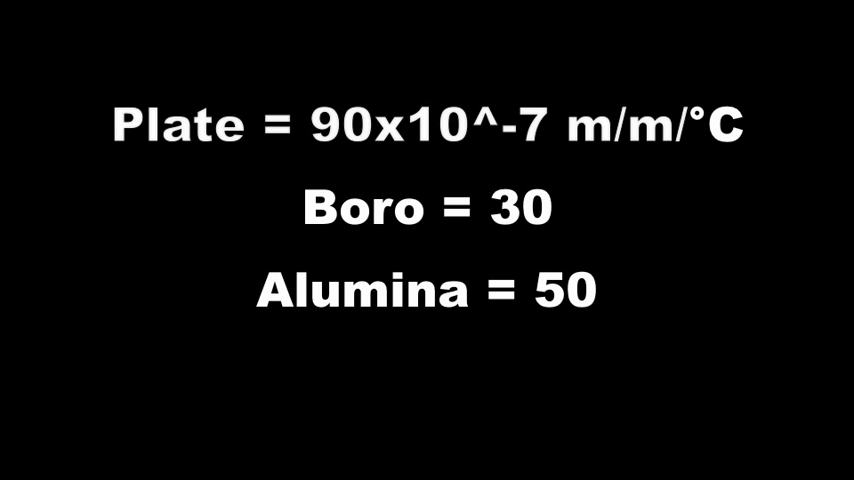 Plate = 90x10^-7 m/m/°C
Boro = 30
Alumina = 50